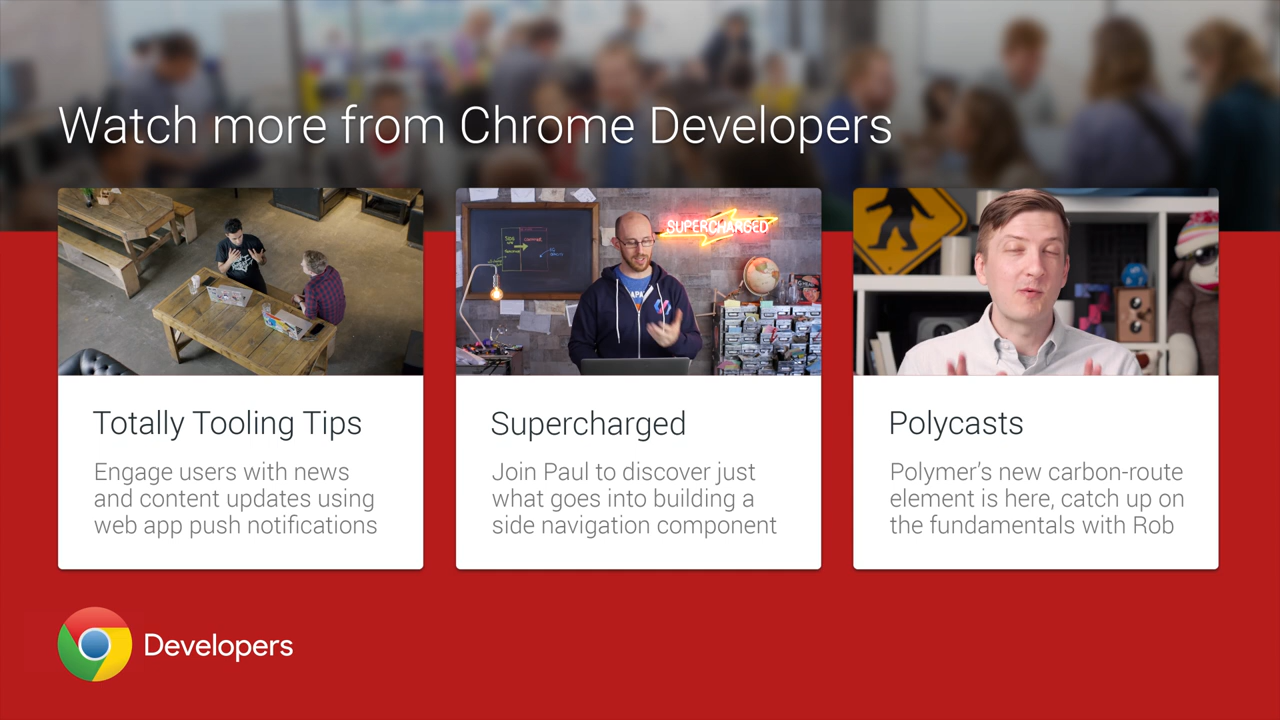 Watch more from Chrome Developers
SUPERCHARGED
Totally Tooling Tips
Engage users with news
and content updates using
web app push notifications
Supercharged
Join Paul to discover just
what goes into building a
side navigation component
Polycasts
Polymer’s new carbon-route
element is here, catch up on
the fundamentals with Rob
Developers